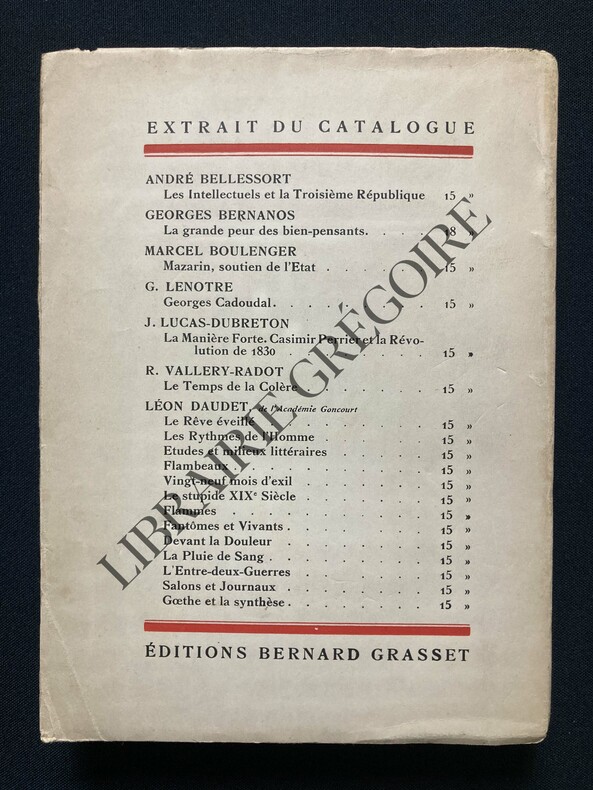 EXTRAIT DU CATALOGUE
ANDRÉ BELLESSORT
Les Intellectuels et la Troisième République 15 »
GEORGES BERNANOS
La grande peur des bien-pensants. . . . 18 »
MARCEL BOULENGER
Mazarin, soutien de l'Etat . . . . . . 15 »
G. LENOTRE
Georges Cadoudal. . . . . . . . . 15 »
J. LUCAS-DUBRETON
La Manière Forte. Casimir Perrier et la Révo-
lution de 1830 . . . . . . . . 15 »
R. VALLERY-RADOT
Le Temps de la Colère . . . . . . . 15 »
LÉON DAUDET, de l'Académie Goncourt
Le Rêve éveillé . . . . . . . . . 15 »
Les Rythmes de l'Homme . . . . . . 15 »
Etudes et milieux littéraires . . . . . 15 »
Flambeaux . . . . . . . . . . 15 »
Vingt-neuf mois d'exil . . . . . . . 15 »
Le stupide XIXe Siècle . . . . . . . 15 »
Flammes . . . . . . . . . . 15 »
Fantômes et Vivants . . . . . . . . 15 »
Devant la Douleur . . . . . . . . 15 »
La Pluie de Sang . . . . . . . . . 15 »
L'Entre-deux-Guerres . . . . . . . 15 »
Salons et Journaux . . . . . . . . 15 »
Gœthe et la synthèse . . . . . . . . 15 »
ÉDITIONS BERNARD GRASSET
LIBRAIRIE GRÉGOIRE